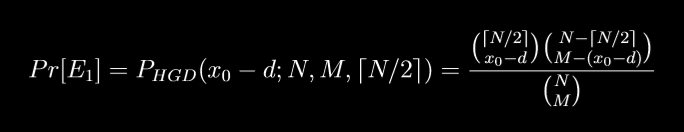 $Pr[E_1] = P_{HGD}(x_0 - d; N, M, \lceil N/2 \rceil) = \frac{\binom{\lceil N/2 \rceil}{x_0 - d}\binom{N - \lceil N/2 \rceil}{M - (x_0 - d)}}{\binom{N}{M}}$